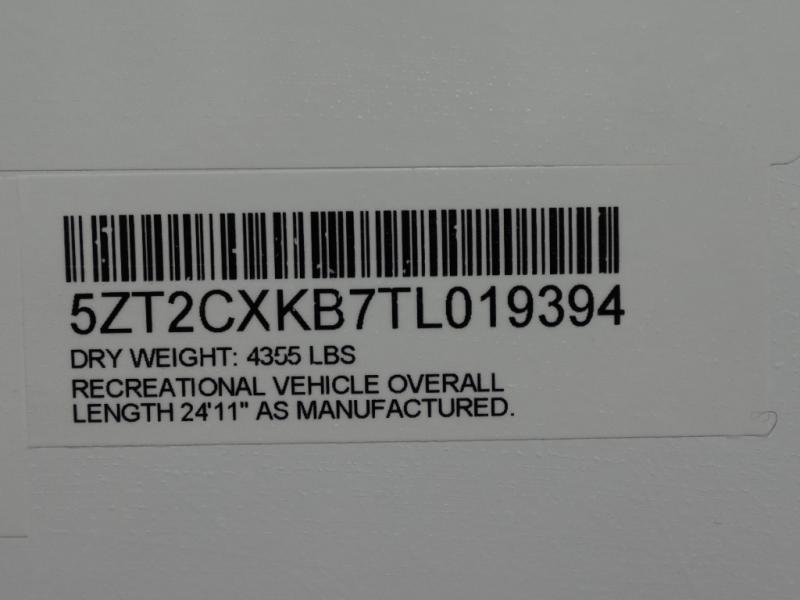 5ZT2CXKB7TL019394
DRY WEIGHT: 4355 LBS
RECREATIONAL VEHICLE OVERALL
LENGTH 24'11" AS MANUFACTURED.